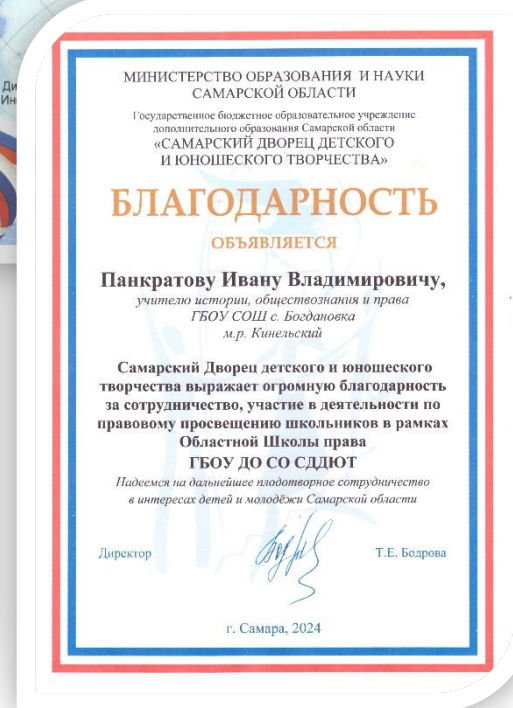 Ди
Ин
МИНИСТЕРСТВО ОБРАЗОВАНИЯ И НАУКИ
САМАРСКОЙ ОБЛАСТИ
Государственное бюджетное образовательное учреждение
дополнительного образования Самарской области
«САМАРСКИЙ ДВОРЕЦ ДЕТСКОГО
И ЮНОШЕСКОГО ТВОРЧЕСТВА»
БЛАГОДАРНОСТЬ
ОБЪЯВЛЯЕТСЯ
Панкратову Ивану Владимировичу,
учителю истории, обществознания и права
ГБОУ СОШ с. Богдановка
м.р. Кинельский
Самарский Дворец детского и юношеского
творчества выражает огромную благодарность
за сотрудничество, участие в деятельности по
правовому просвещению школьников в рамках
Областной Школы права
ГБОУ ДО СО СДДЮТ
Надеемся на дальнейшее плодотворное сотрудничество
в интересах детей и молодёжи Самарской области
Директор Т.Е. Бодрова
г. Самара, 2024